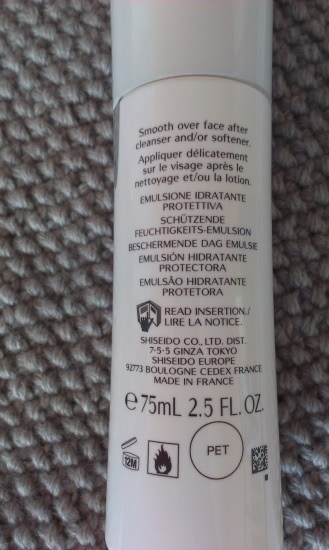 Smooth over face after
cleanser and/or softener.
Appliquer délicatement
sur le visage après le
nettoyage et/ou la lotion.
EMULSIONE IDRATANTE
PROTETTIVA
SCHÜTZENDE
FEUCHTIGKEITS-EMULSION
BESCHERMENDE DAG EMULSIE
EMULSIÓN HIDRATANTE
PROTECTORA
EMULSÃO HIDRATANTE
PROTETORA
READ INSERTION./
LIRE LA NOTICE.
SHISEIDO CO., LTD. DIST.
7-5-5 GINZA TOKYO
SHISEIDO EUROPE
92773 BOULOGNE CEDEX FRANCE
MADE IN FRANCE
℮75mL 2.5 FL. OZ.
12M
PET